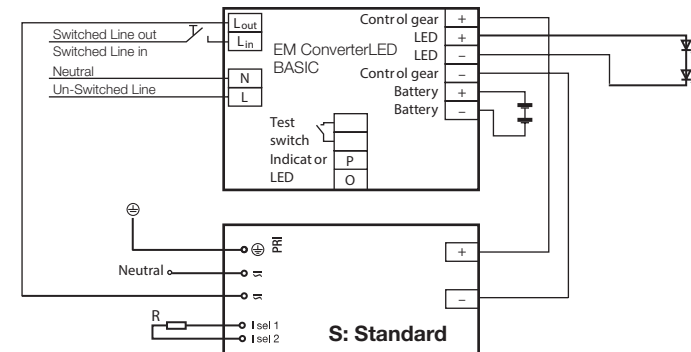 Switched Line out
Switched Line in
Neutral
Un-Switched Line
Lout
Lin
N
L
EM ConverterLED
BASIC
Test
switch
Indicator
LED
P
O
Control gear +
LED +
LED –
Control gear –
Battery +
Battery –
PRI
Neutral
R
I sel 1
I sel 2
+
–
S: Standard